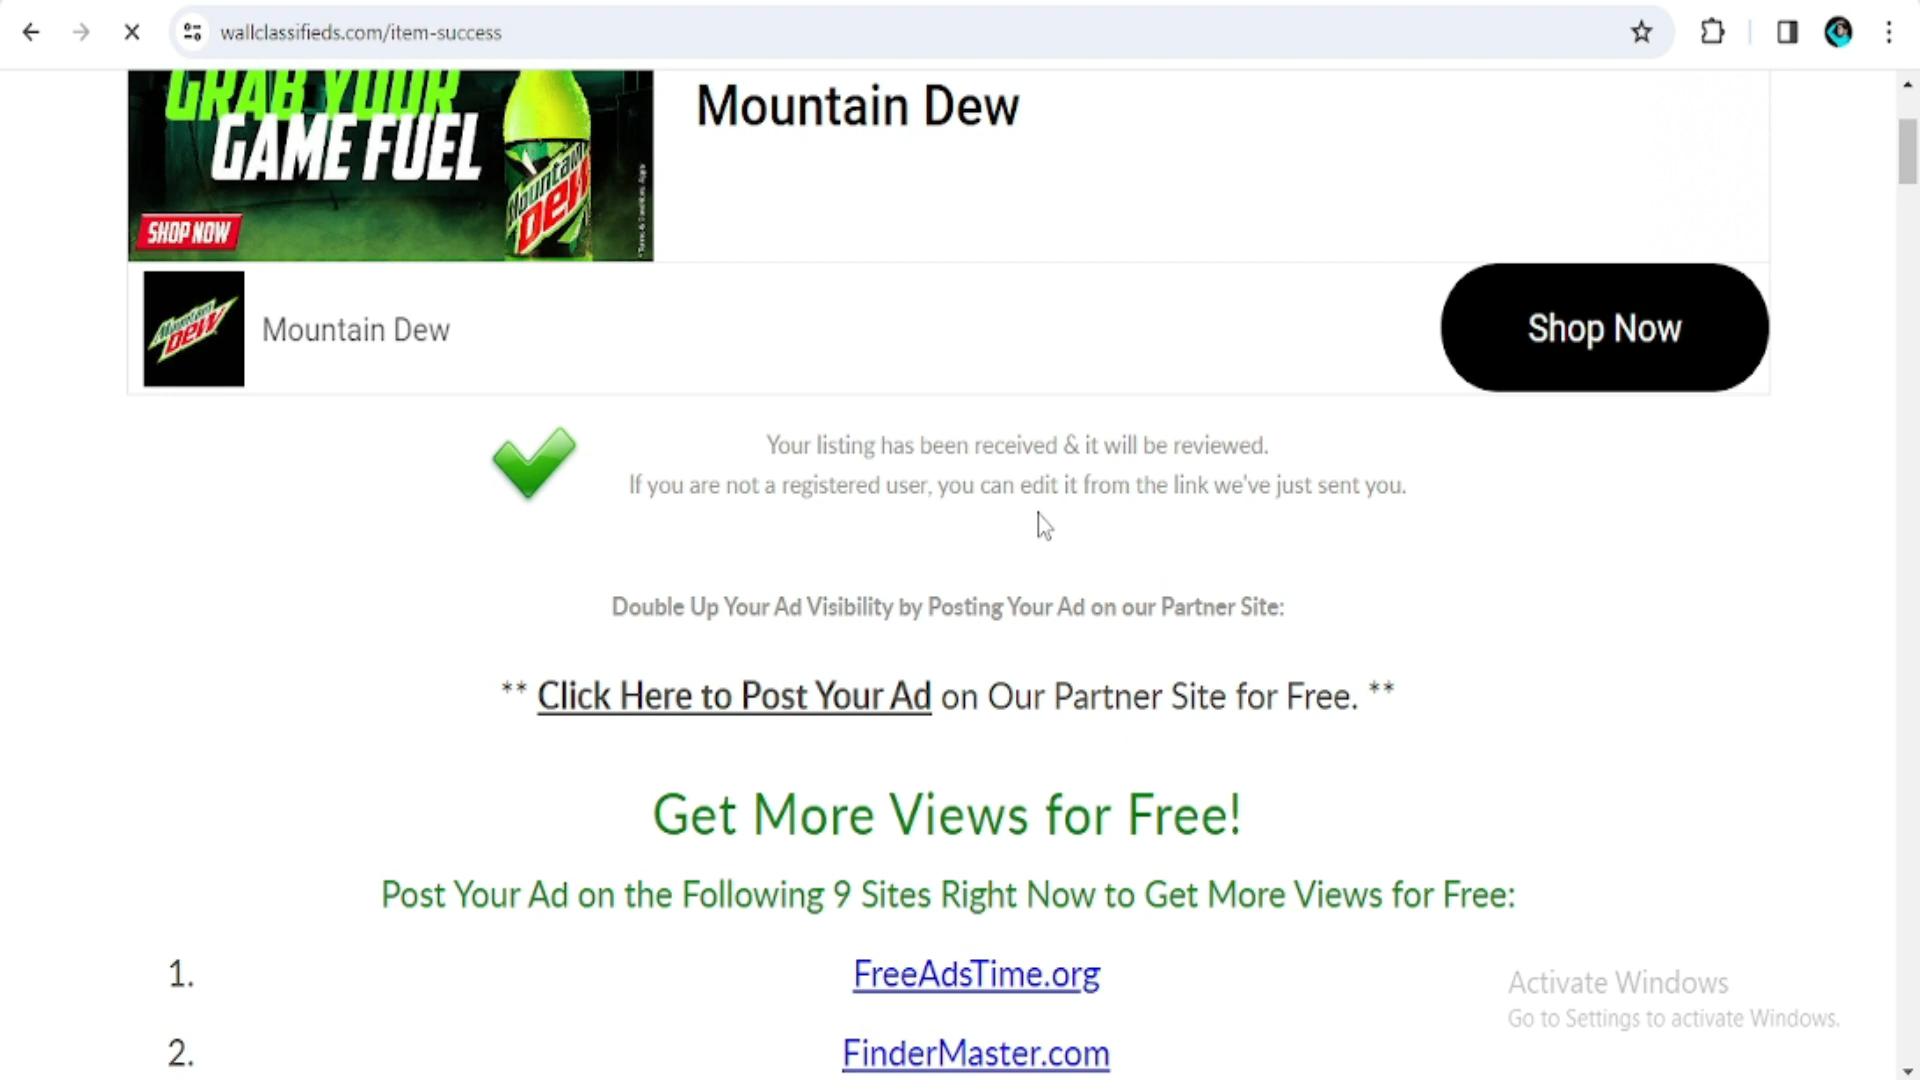 wallclassifieds.com/item-success
GRAB YOUR
GAME FUEL
Mountain
Dew
SHOP NOW
Mountain Dew
Mountain
Dew
Mountain Dew
Shop Now
Your listing has been received & it will be reviewed.
If you are not a registered user, you can edit it from the link we've just sent you.
Double Up Your Ad Visibility by Posting Your Ad on our Partner Site:
** Click Here to Post Your Ad on Our Partner Site for Free. **
Get More Views for Free!
Post Your Ad on the Following 9 Sites Right Now to Get More Views for Free:
1. FreeAdsTime.org
2. FinderMaster.com
Activate Windows
Go to Settings to activate Windows.